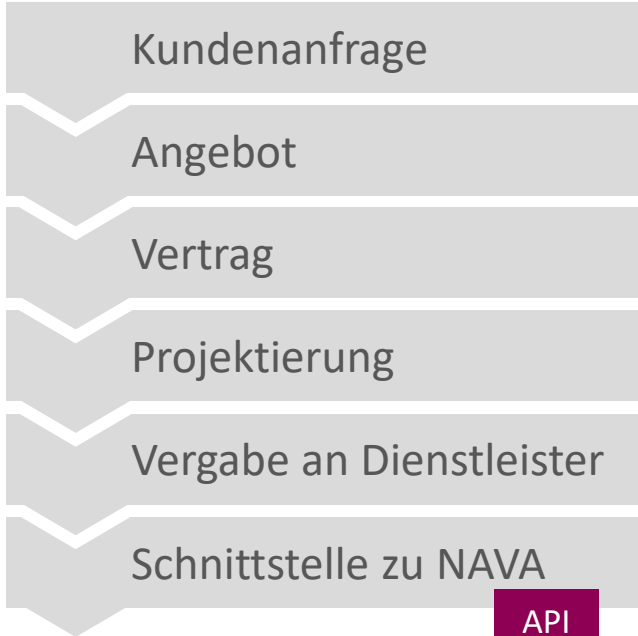 Kundenanfrage
Angebot
Vertrag
Projektierung
Vergabe an Dienstleister
Schnittstelle zu NAVA
API